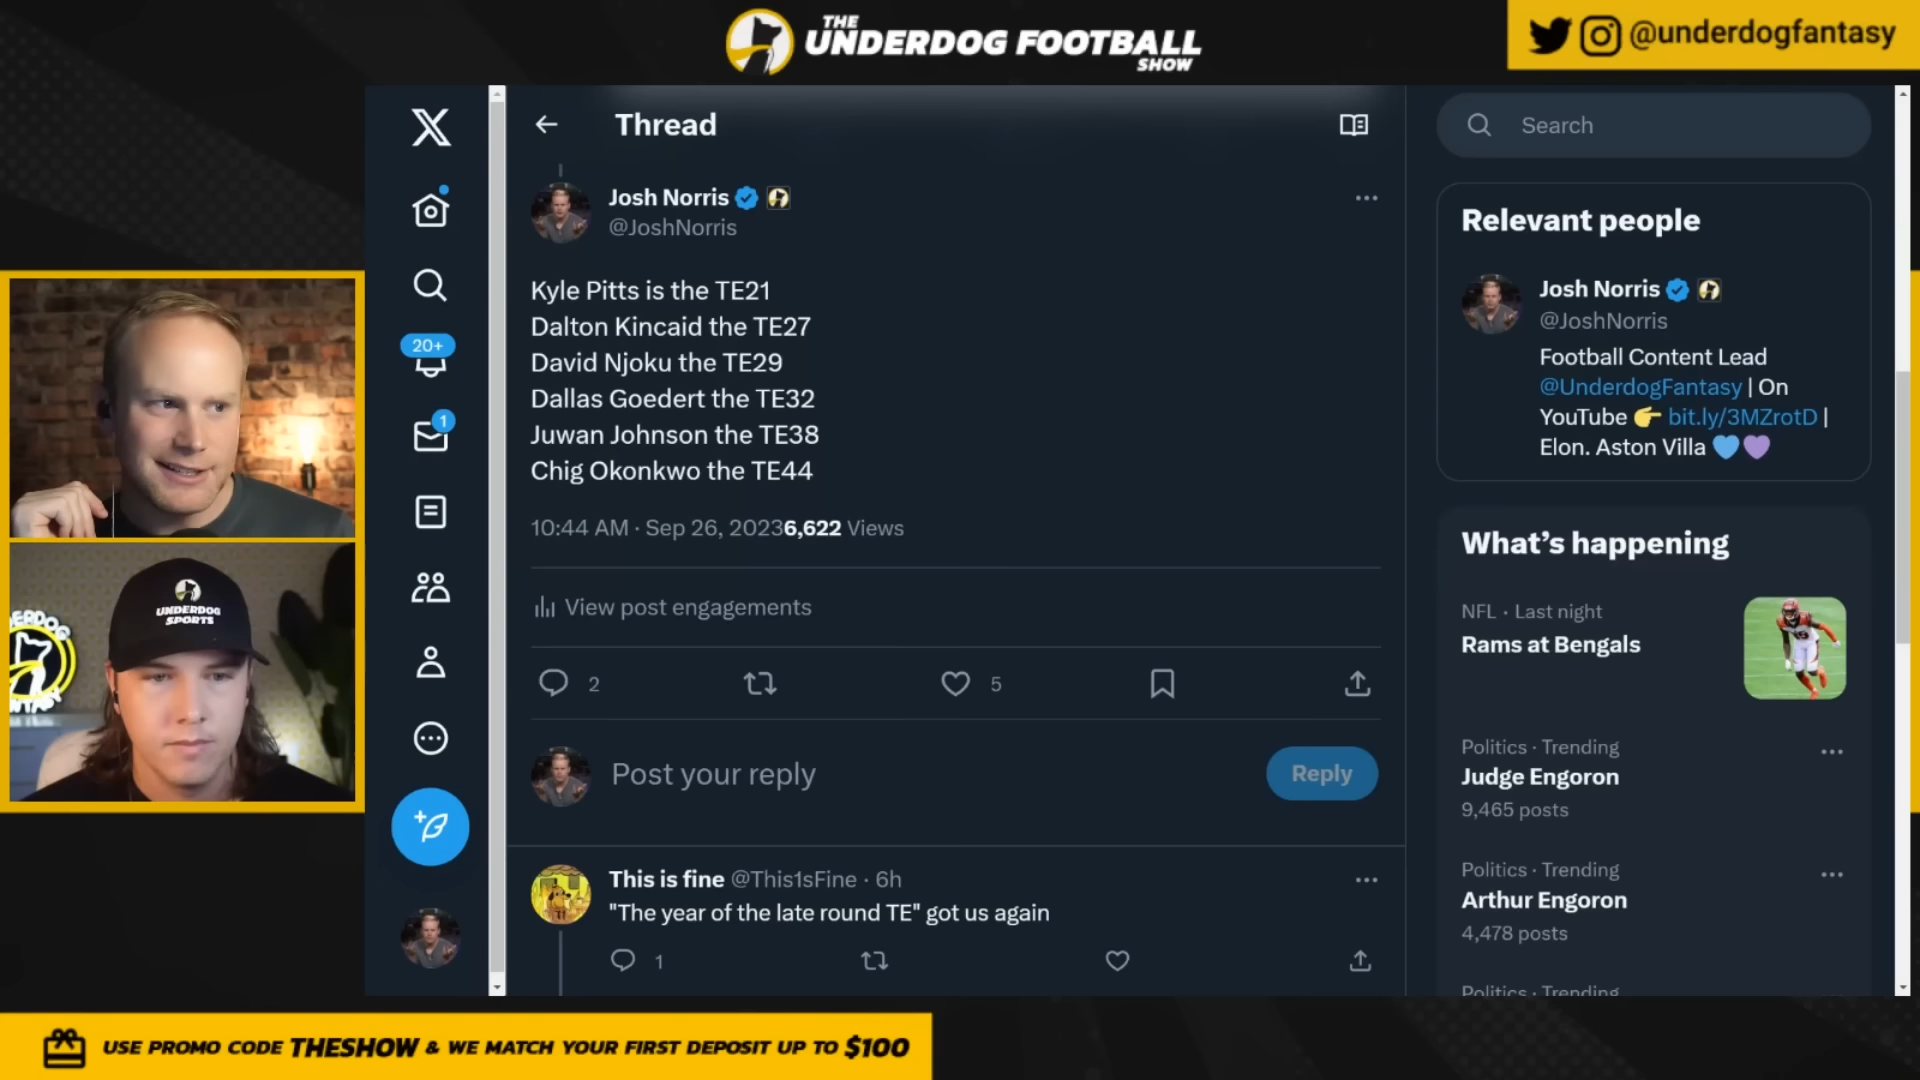 THE
UNDERDOG FOOTBALL
SHOW
@underdogfantasy
Thread
Search
Josh Norris
@JoshNorris
Kyle Pitts is the TE21
Dalton Kincaid the TE27
David Njoku the TE29
Dallas Goedert the TE32
Juwan Johnson the TE38
Chig Okonkwo the TE44
10:44 AM · Sep 26, 20236,622 Views
View post engagements
2
5
Post your reply
Reply
This is fine @This1sFine · 6h
"The year of the late round TE" got us again
1
20+
1
Relevant people
Josh Norris
@JoshNorris
Football Content Lead
@UnderdogFantasy | On
YouTube 👉 bit.ly/3MZrotD |
Elon. Aston Villa 💙💜
What's happening
NFL · Last night
Rams at Bengals
Politics · Trending
Judge Engoron
9,465 posts
Politics · Trending
Arthur Engoron
4,478 posts
Politics · Trending
UNDERDOG
SPORTS
USE PROMO CODE THESHOW & WE MATCH YOUR FIRST DEPOSIT UP TO $100